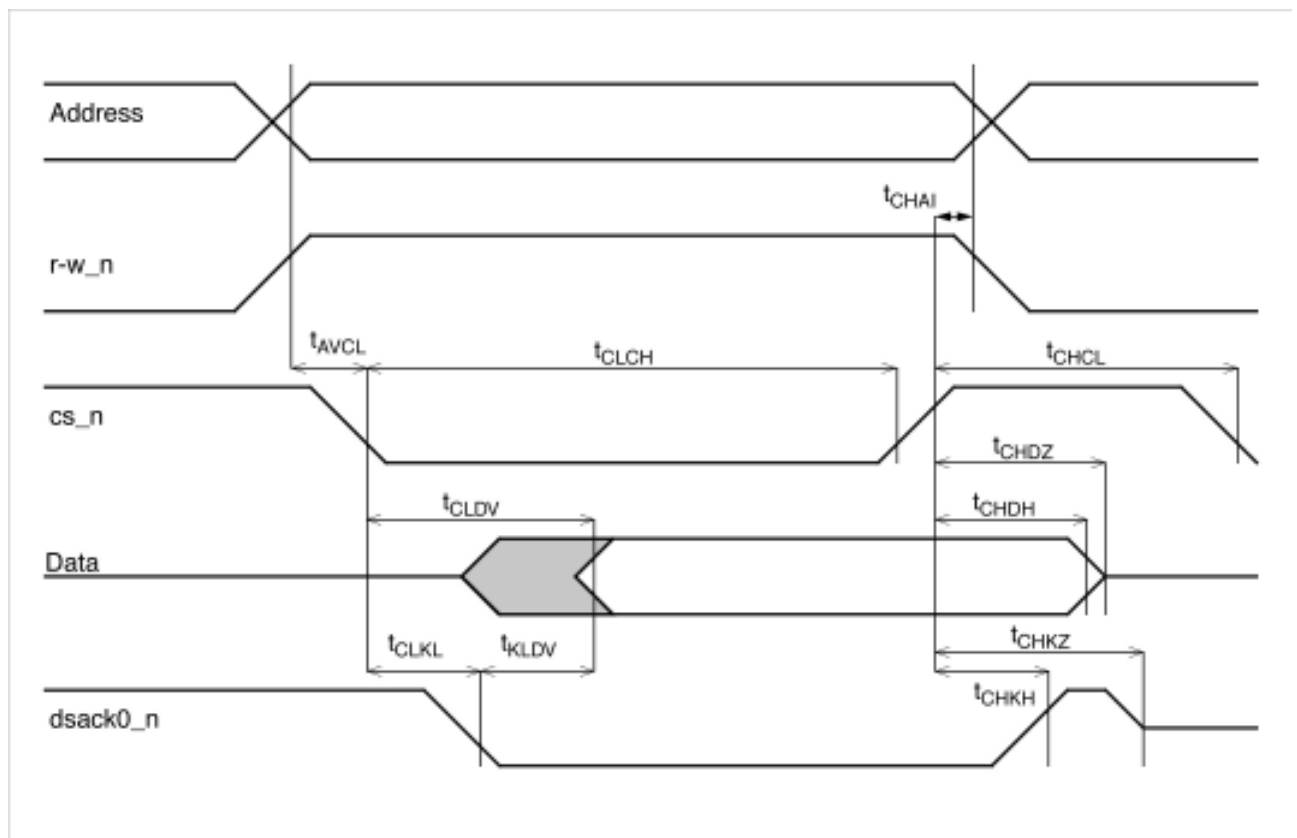 Address
tCHAI
r-w_n
tAVCL
tCLCH
tCHCL
cs_n
tCHDZ
tCLDV
tCHDH
Data
tCLKL
tKLDV
tCHKZ
tCHKH
dsack0_n